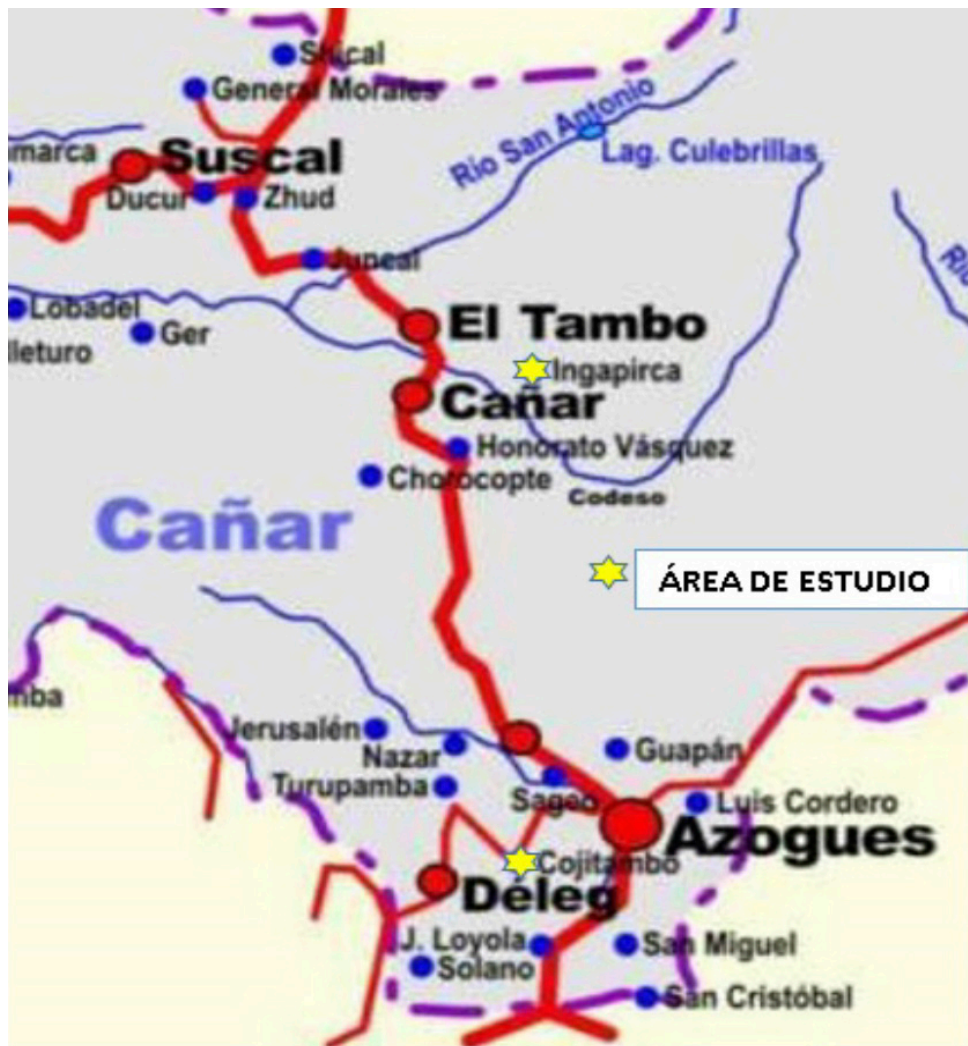 Shical
General Morales
Río San Antonio
marca
Suscal
Lag. Culebrillas
Ducur
Zhud
Juncal
Lobadel
Ger
El Tambo
lleturo
Ingapirca
Cañar
Honorato Vásquez
Chorocopte
Codeso
Cañar
ÁREA DE ESTUDIO
mba
Jerusalén
Nazar
Guapán
Turupamba
Sageo
Luis Cordero
Azogues
Cojitambo
Déleg
J. Loyola
San Miguel
Solano
San Cristóbal